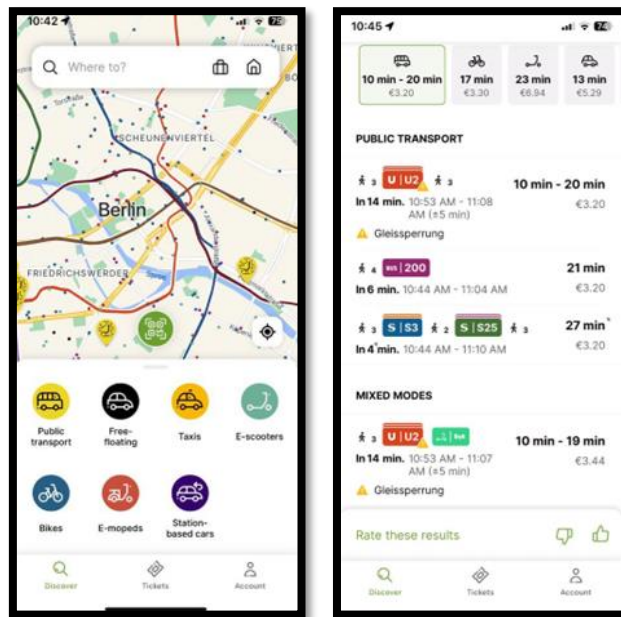 10:42
79
Where to?
SCHEUNENVIERTEL
Berlin
FRIEDRICHSWERDER
Public transport
Free-floating
Taxis
E-scooters
Bikes
E-mopeds
Station-based cars
Discover
Tickets
Account
10:45
10 min - 20 min
€3.20
17 min
€3.30
23 min
€6.94
13 min
€5.29
PUBLIC TRANSPORT
3 U | U2 3
10 min - 20 min
In 14 min. 10:53 AM - 11:08 AM (±5 min)
€3.20
Gleissperrung
4 BUS | 200
21 min
In 6 min. 10:44 AM - 11:04 AM
€3.20
3 S | S3 2 S | S25 3
27 min
In 4 min. 10:44 AM - 11:10 AM
€3.20
MIXED MODES
3 U | U2
10 min - 19 min
In 14 min. 10:53 AM - 11:07 AM (±5 min)
€3.44
Gleissperrung
Rate these results
Discover
Tickets
Account